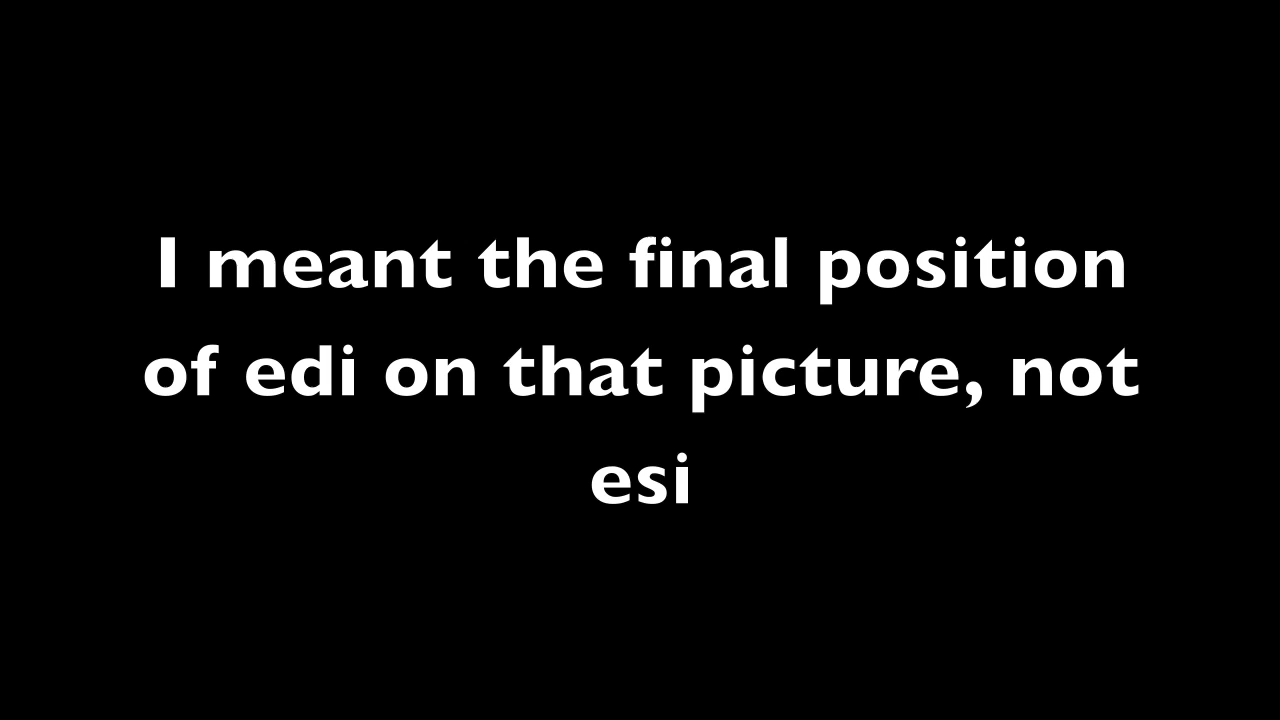 I meant the final position
of edi on that picture, not
esi